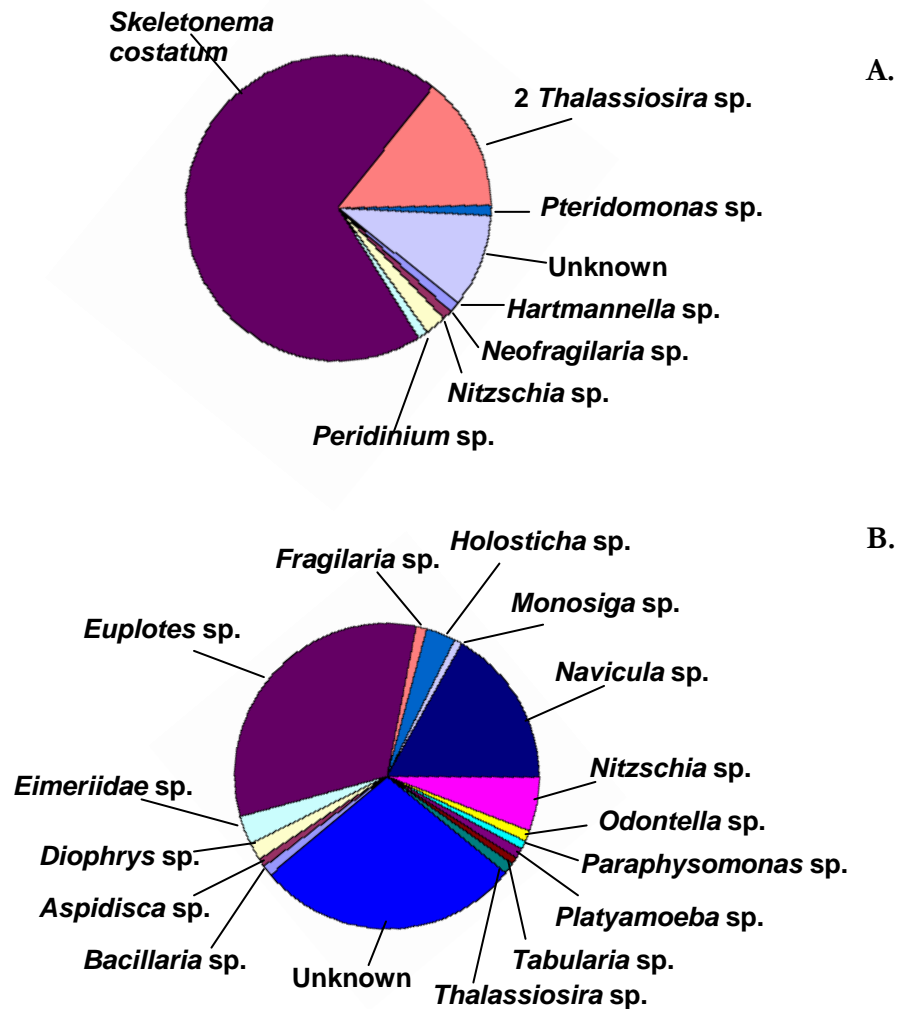 Skeletonema
costatum
A.
2 Thalassiosira sp.
Pteridomonas sp.
Unknown
Hartmannella sp.
Neofragilaria sp.
Nitzschia sp.
Peridinium sp.
B.
Holosticha sp.
Fragilaria sp.
Monosiga sp.
Euplotes sp.
Navicula sp.
Nitzschia sp.
Eimeriidae sp.
Odontella sp.
Diophrys sp.
Paraphysomonas sp.
Aspidisca sp.
Platyamoeba sp.
Bacillaria sp.
Tabularia sp.
Unknown
Thalassiosira sp.